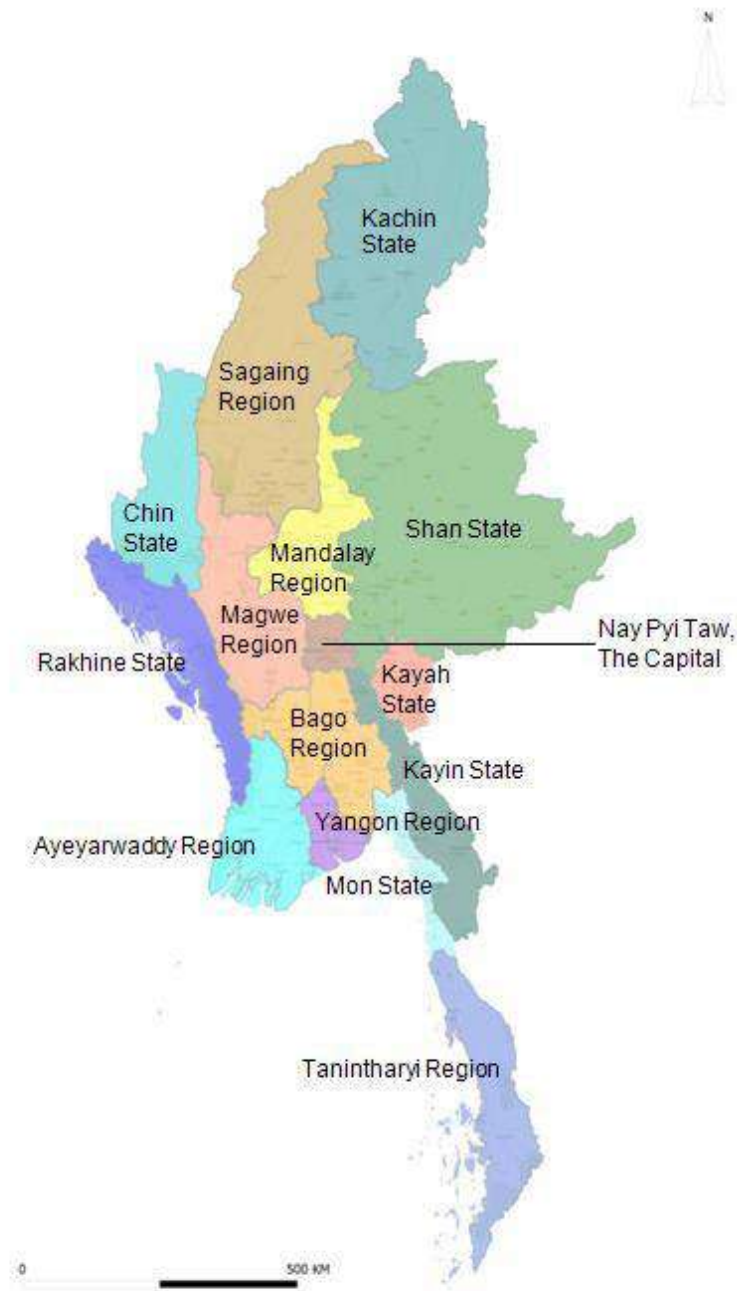 N
Kachin
State
Sagaing
Region
Chin
State
Shan State
Mandalay
Region
Magwe
Region
Nay Pyi Taw,
The Capital
Rakhine State
Kayah
State
Bago
Region
Kayin State
Yangon Region
Ayeyarwaddy Region
Mon State
Tanintharyi Region
0
500 KM